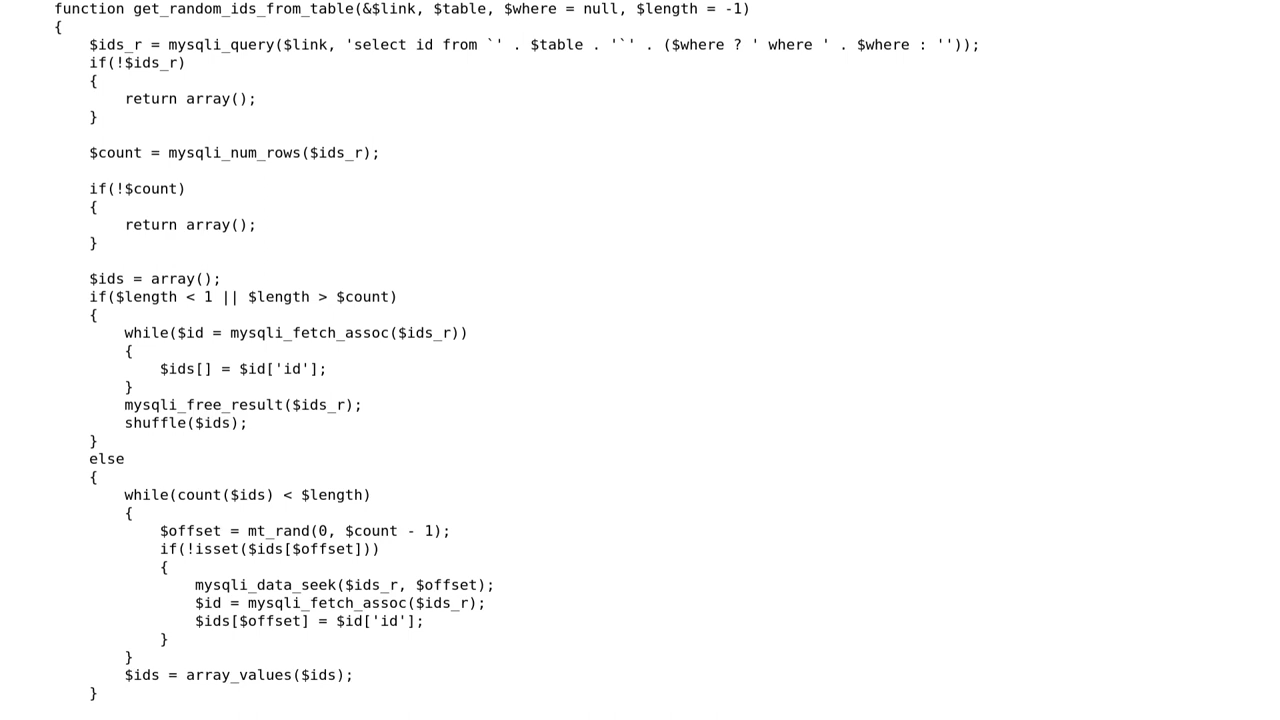 function get_random_ids_from_table(&$link, $table, $where = null, $length = -1)
{
    $ids_r = mysqli_query($link, 'select id from `' . $table . '`' . ($where ? ' where ' . $where : ''));
    if(!$ids_r)
    {
        return array();
    }

    $count = mysqli_num_rows($ids_r);

    if(!$count)
    {
        return array();
    }

    $ids = array();
    if($length < 1 || $length > $count)
    {
        while($id = mysqli_fetch_assoc($ids_r))
        {
            $ids[] = $id['id'];
        }
        mysqli_free_result($ids_r);
        shuffle($ids);
    }
    else
    {
        while(count($ids) < $length)
        {
            $offset = mt_rand(0, $count - 1);
            if(!isset($ids[$offset]))
            {
                mysqli_data_seek($ids_r, $offset);
                $id = mysqli_fetch_assoc($ids_r);
                $ids[$offset] = $id['id'];
            }
        }
        $ids = array_values($ids);
    }